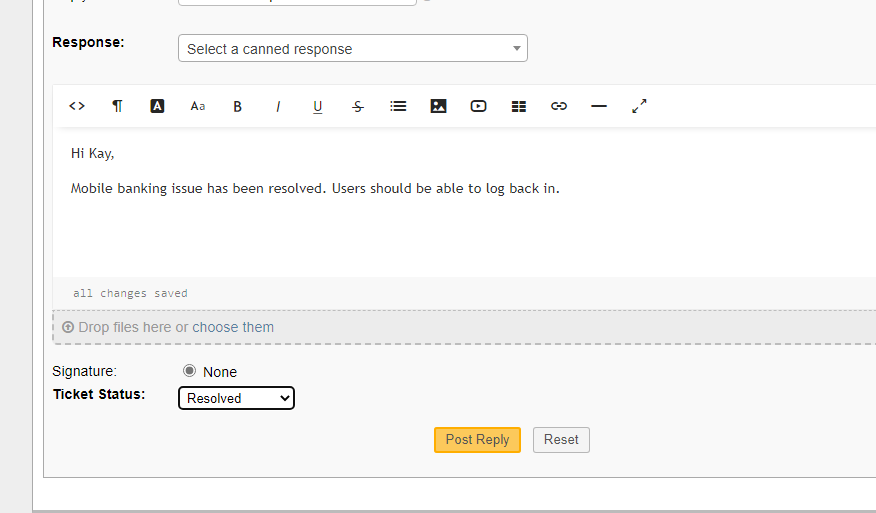 Response:
Select a canned response
<> ¶ A Aa B I U S
Hi Kay,
Mobile banking issue has been resolved. Users should be able to log back in.
all changes saved
Drop files here or choose them
Signature:
None
Ticket Status:
Resolved
Post Reply
Reset